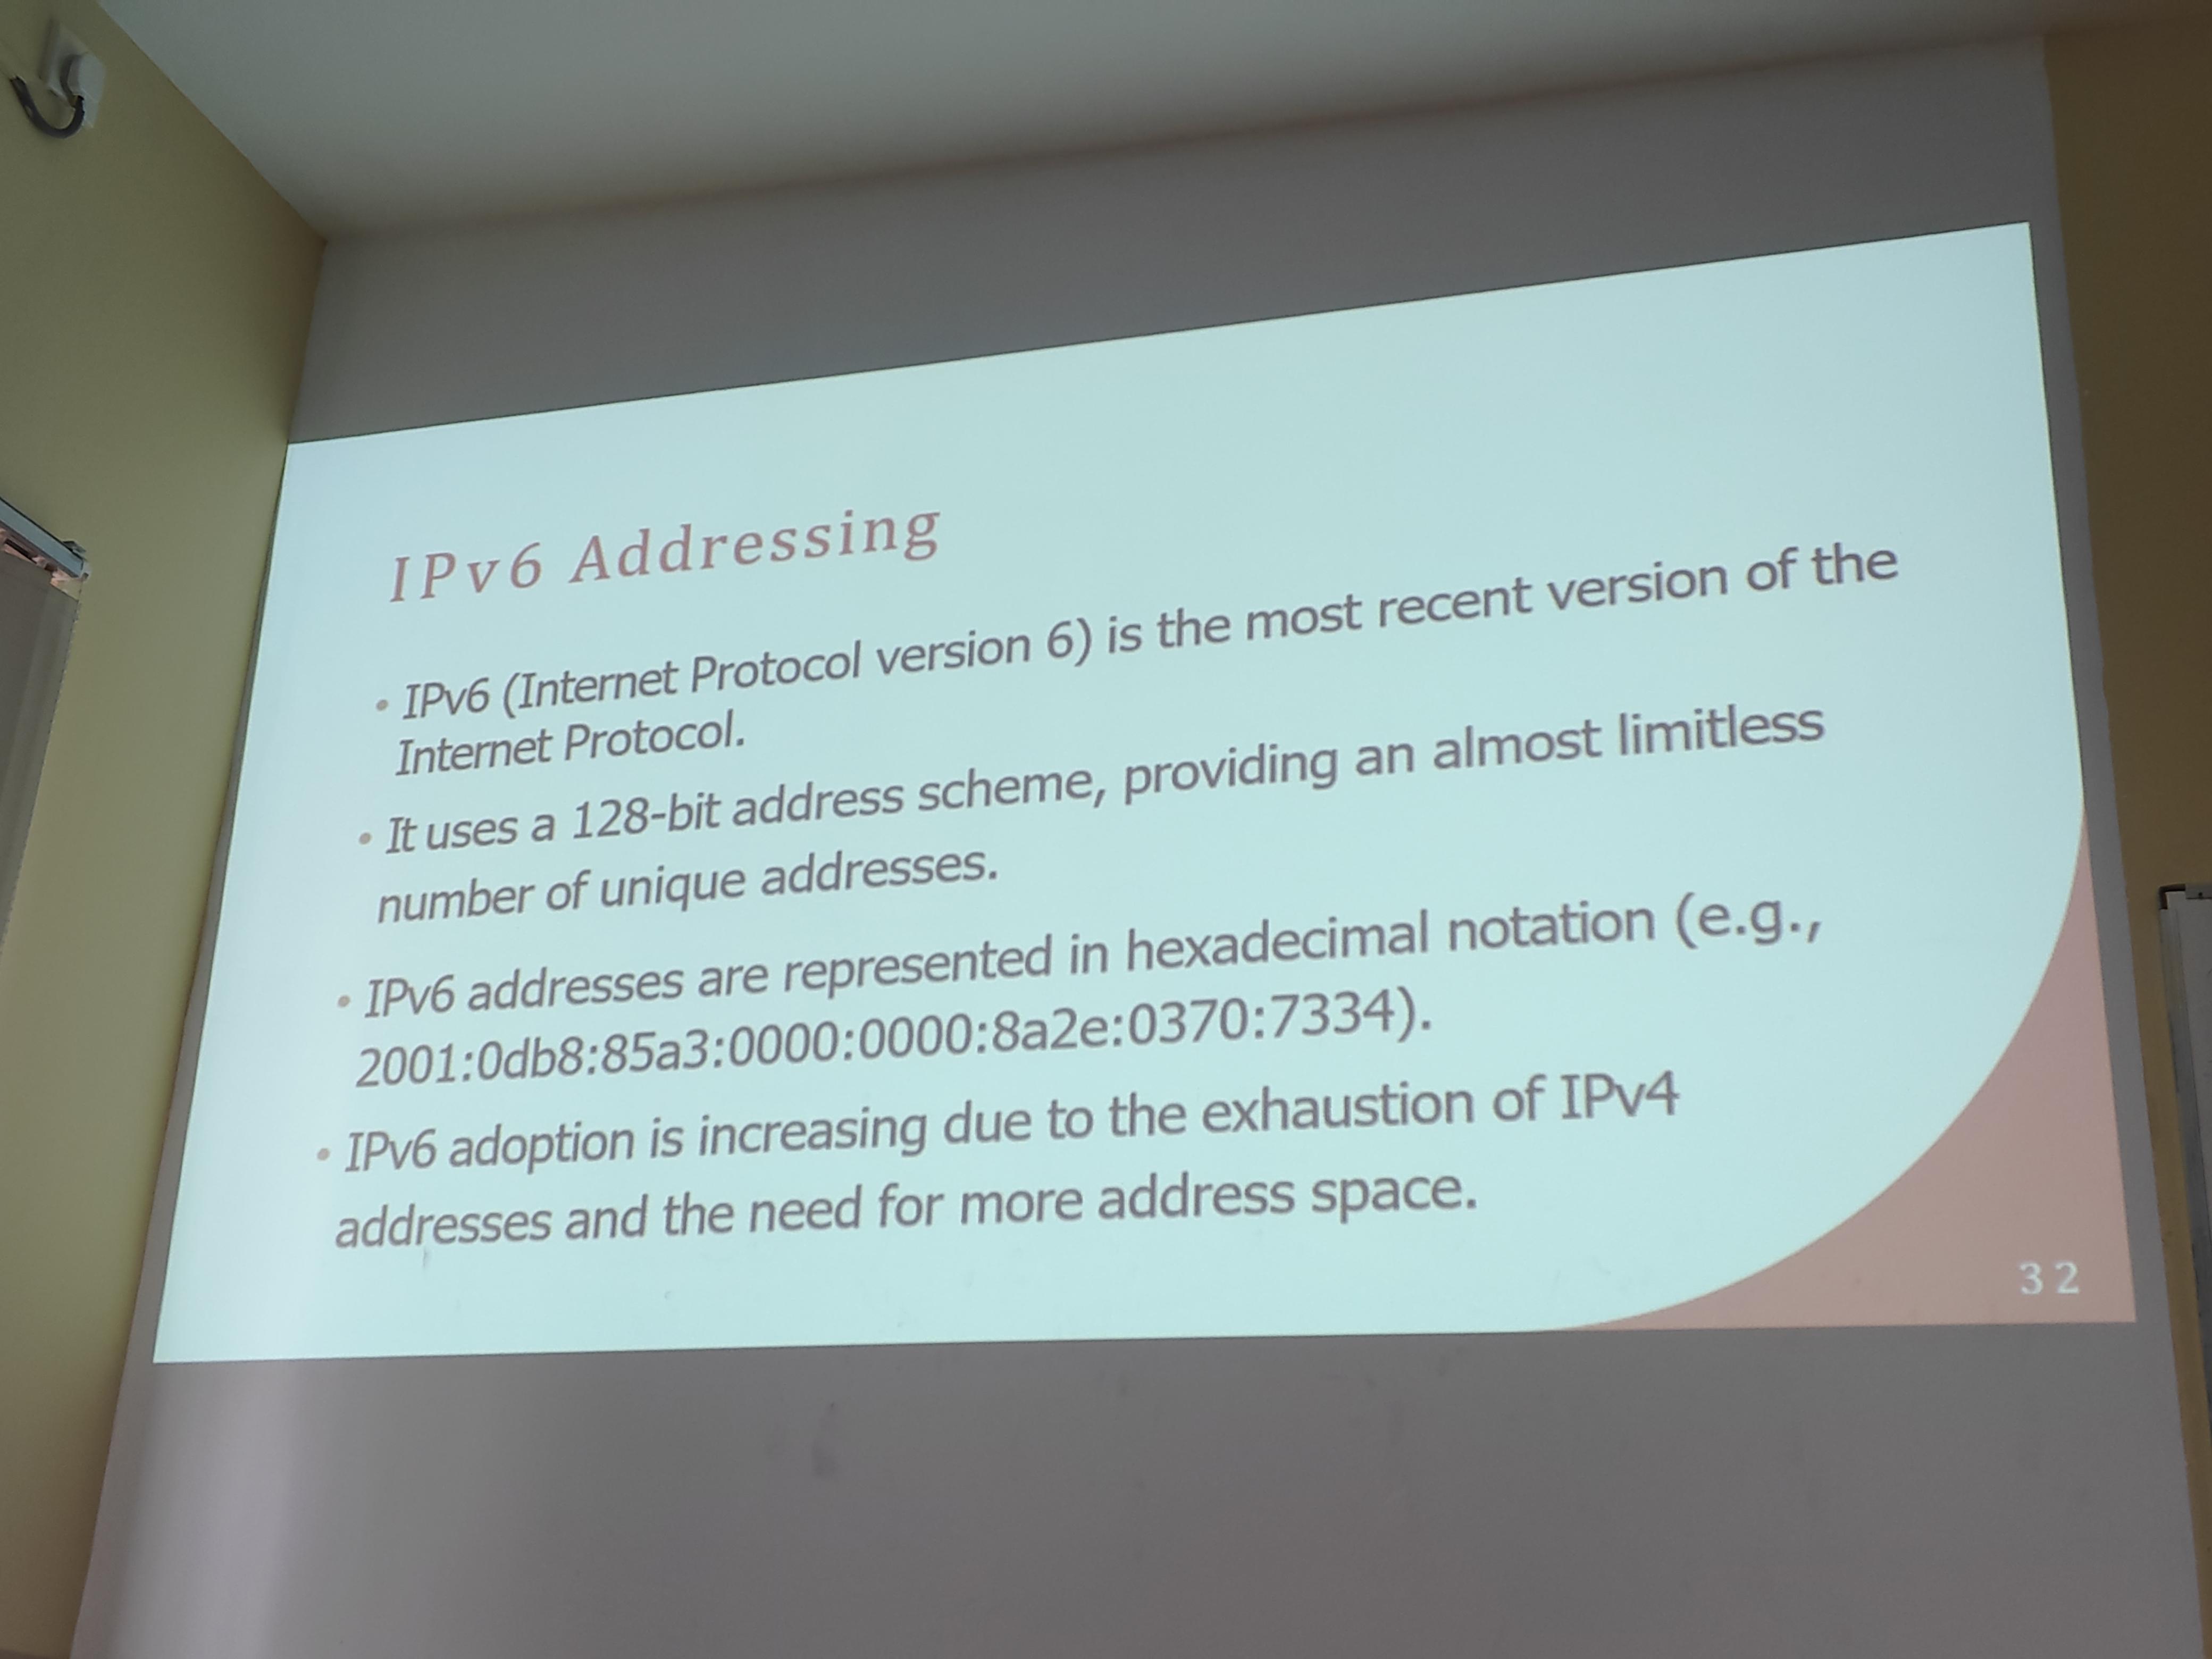 IPv6 Addressing
• IPv6 (Internet Protocol version 6) is the most recent version of the
Internet Protocol.
• It uses a 128-bit address scheme, providing an almost limitless
number of unique addresses.
• IPv6 addresses are represented in hexadecimal notation (e.g.,
2001:0db8:85a3:0000:0000:8a2e:0370:7334).
• IPv6 adoption is increasing due to the exhaustion of IPv4
addresses and the need for more address space.
32